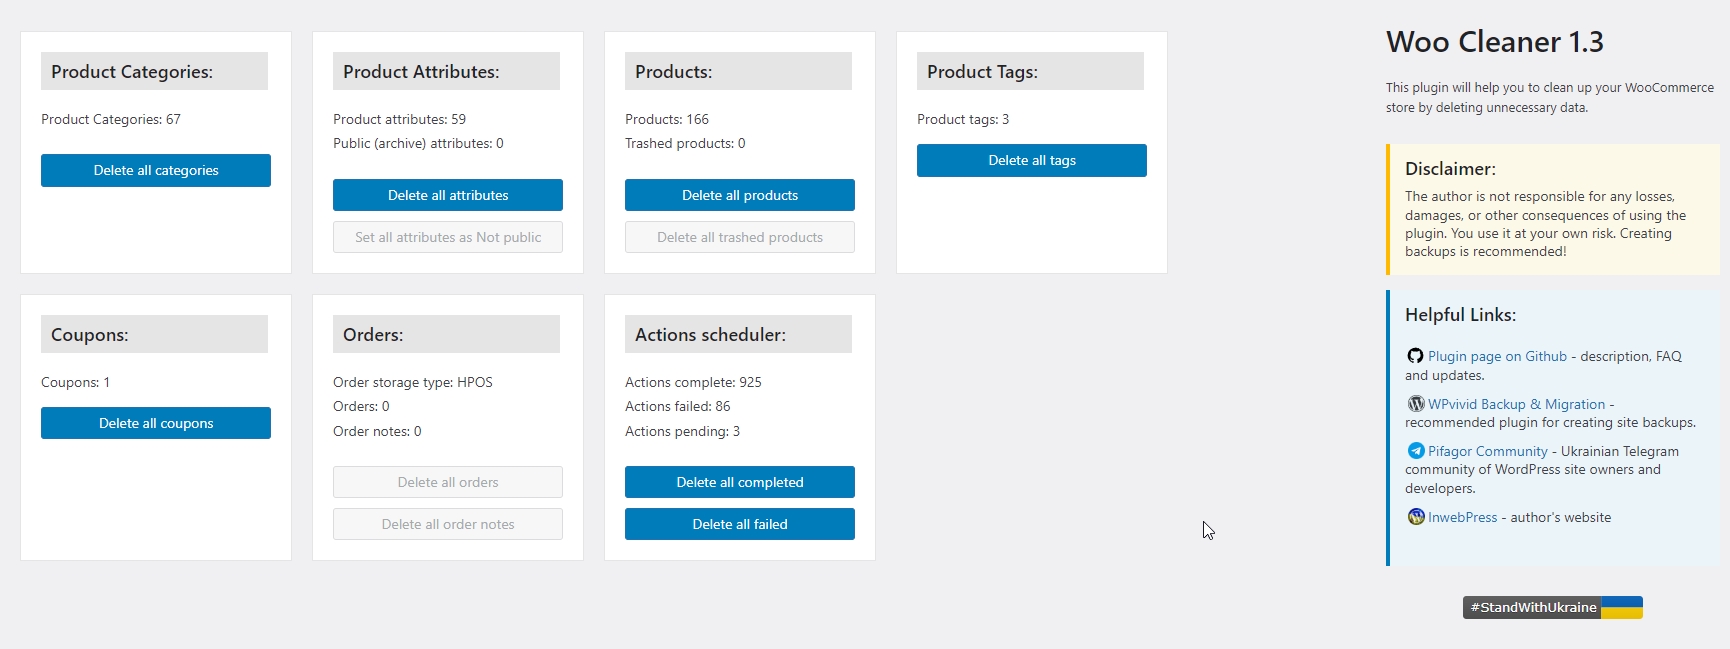 Product Categories:
Product Categories: 67
Delete all categories
Product Attributes:
Product attributes: 59
Public (archive) attributes: 0
Delete all attributes
Set all attributes as Not public
Products:
Products: 166
Trashed products: 0
Delete all products
Delete all trashed products
Product Tags:
Product tags: 3
Delete all tags
Coupons:
Coupons: 1
Delete all coupons
Orders:
Order storage type: HPOS
Orders: 0
Order notes: 0
Delete all orders
Delete all order notes
Actions scheduler:
Actions complete: 925
Actions failed: 86
Actions pending: 3
Delete all completed
Delete all failed
Woo Cleaner 1.3
This plugin will help you to clean up your WooCommerce
store by deleting unnecessary data.
Disclaimer:
The author is not responsible for any losses,
damages, or other consequences of using the
plugin. You use it at your own risk. Creating
backups is recommended!
Helpful Links:
Plugin page on Github - description, FAQ
and updates.
WPvivid Backup & Migration -
recommended plugin for creating site backups.
Pifagor Community - Ukrainian Telegram
community of WordPress site owners and
developers.
InwebPress - author's website
#StandWithUkraine